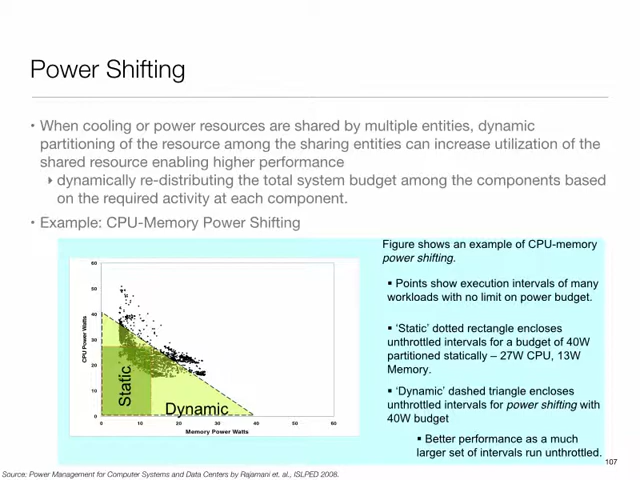 Power Shifting
• When cooling or power resources are shared by multiple entities, dynamic
partitioning of the resource among the sharing entities can increase utilization of the
shared resource enabling higher performance
‣ dynamically re-distributing the total system budget among the components based
on the required activity at each component.
• Example: CPU-Memory Power Shifting
60
50
40
30
20
10
0
CPU Power Watts
Static
Dynamic
0 10 20 30 40 50 60
Memory Power Watts
Figure shows an example of CPU-memory
power shifting.
▪ Points show execution intervals of many
workloads with no limit on power budget.
▪ ‘Static’ dotted rectangle encloses
unthrottled intervals for a budget of 40W
partitioned statically – 27W CPU, 13W
Memory.
▪ ‘Dynamic’ dashed triangle encloses
unthrottled intervals for power shifting with
40W budget
▪ Better performance as a much
larger set of intervals run unthrottled.
107
Source: Power Management for Computer Systems and Data Centers by Rajamani et. al., ISLPED 2008.